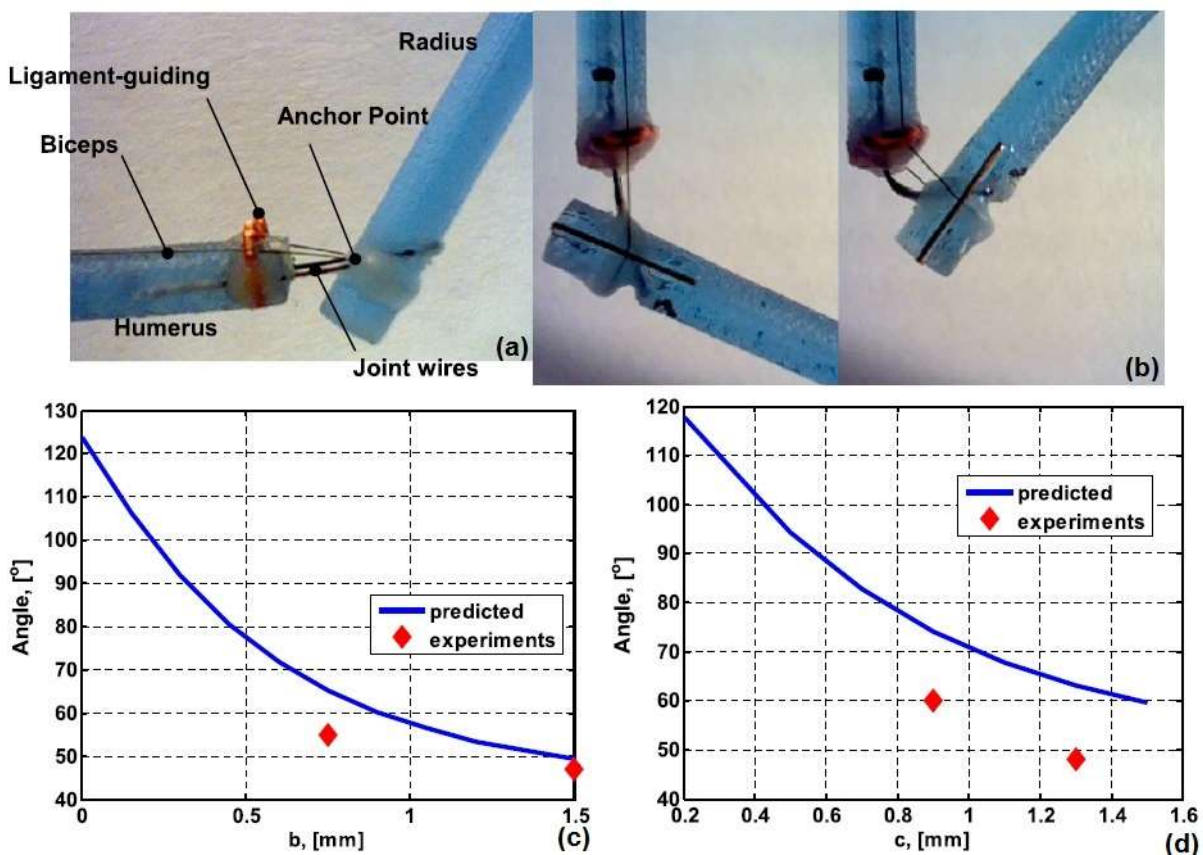 Radius
Ligament-guiding
Anchor Point
Biceps
Humerus
Joint wires
(a)
(b)
130
120
110
100
90
80
70
60
50
40
0
0.5
1
1.5
Angle, [°]
b, [mm]
predicted
experiments
(c)
120
110
100
90
80
70
60
50
40
0.2
0.4
0.6
0.8
1
1.2
1.4
1.6
Angle, [°]
c, [mm]
predicted
experiments
(d)